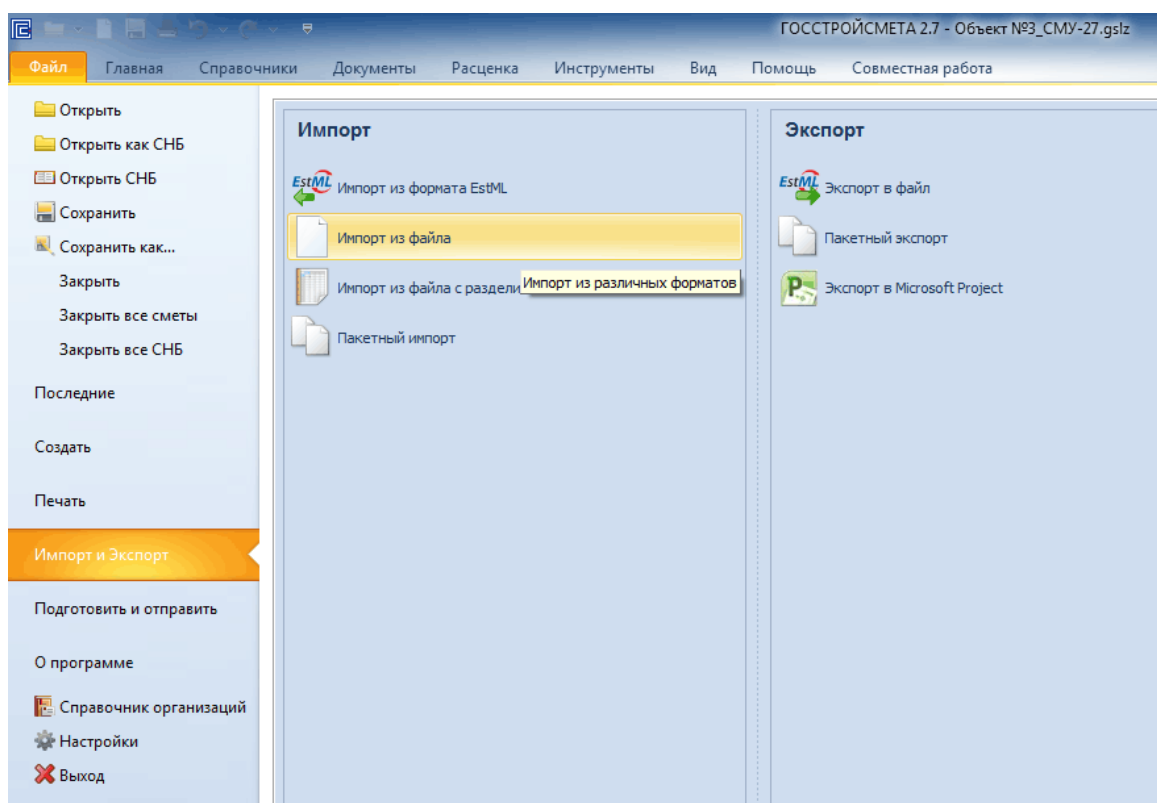 ГОССТРОЙСМЕТА 2.7 - Объект №3_СМУ-27.gslz
Файл Главная Справочники Документы Расценка Инструменты Вид Помощь Совместная работа
Открыть
Открыть как СНБ
Открыть СНБ
Сохранить
Сохранить как...
Закрыть
Закрыть все сметы
Закрыть все СНБ
Последние
Создать
Печать
Импорт и Экспорт
Подготовить и отправить
О программе
Справочник организаций
Настройки
Выход
Импорт
EstML Импорт из формата EstML
Импорт из файла
Импорт из файла с раздели
Импорт из различных форматов
Пакетный импорт
Экспорт
EstML Экспорт в файл
Пакетный экспорт
P Экспорт в Microsoft Project